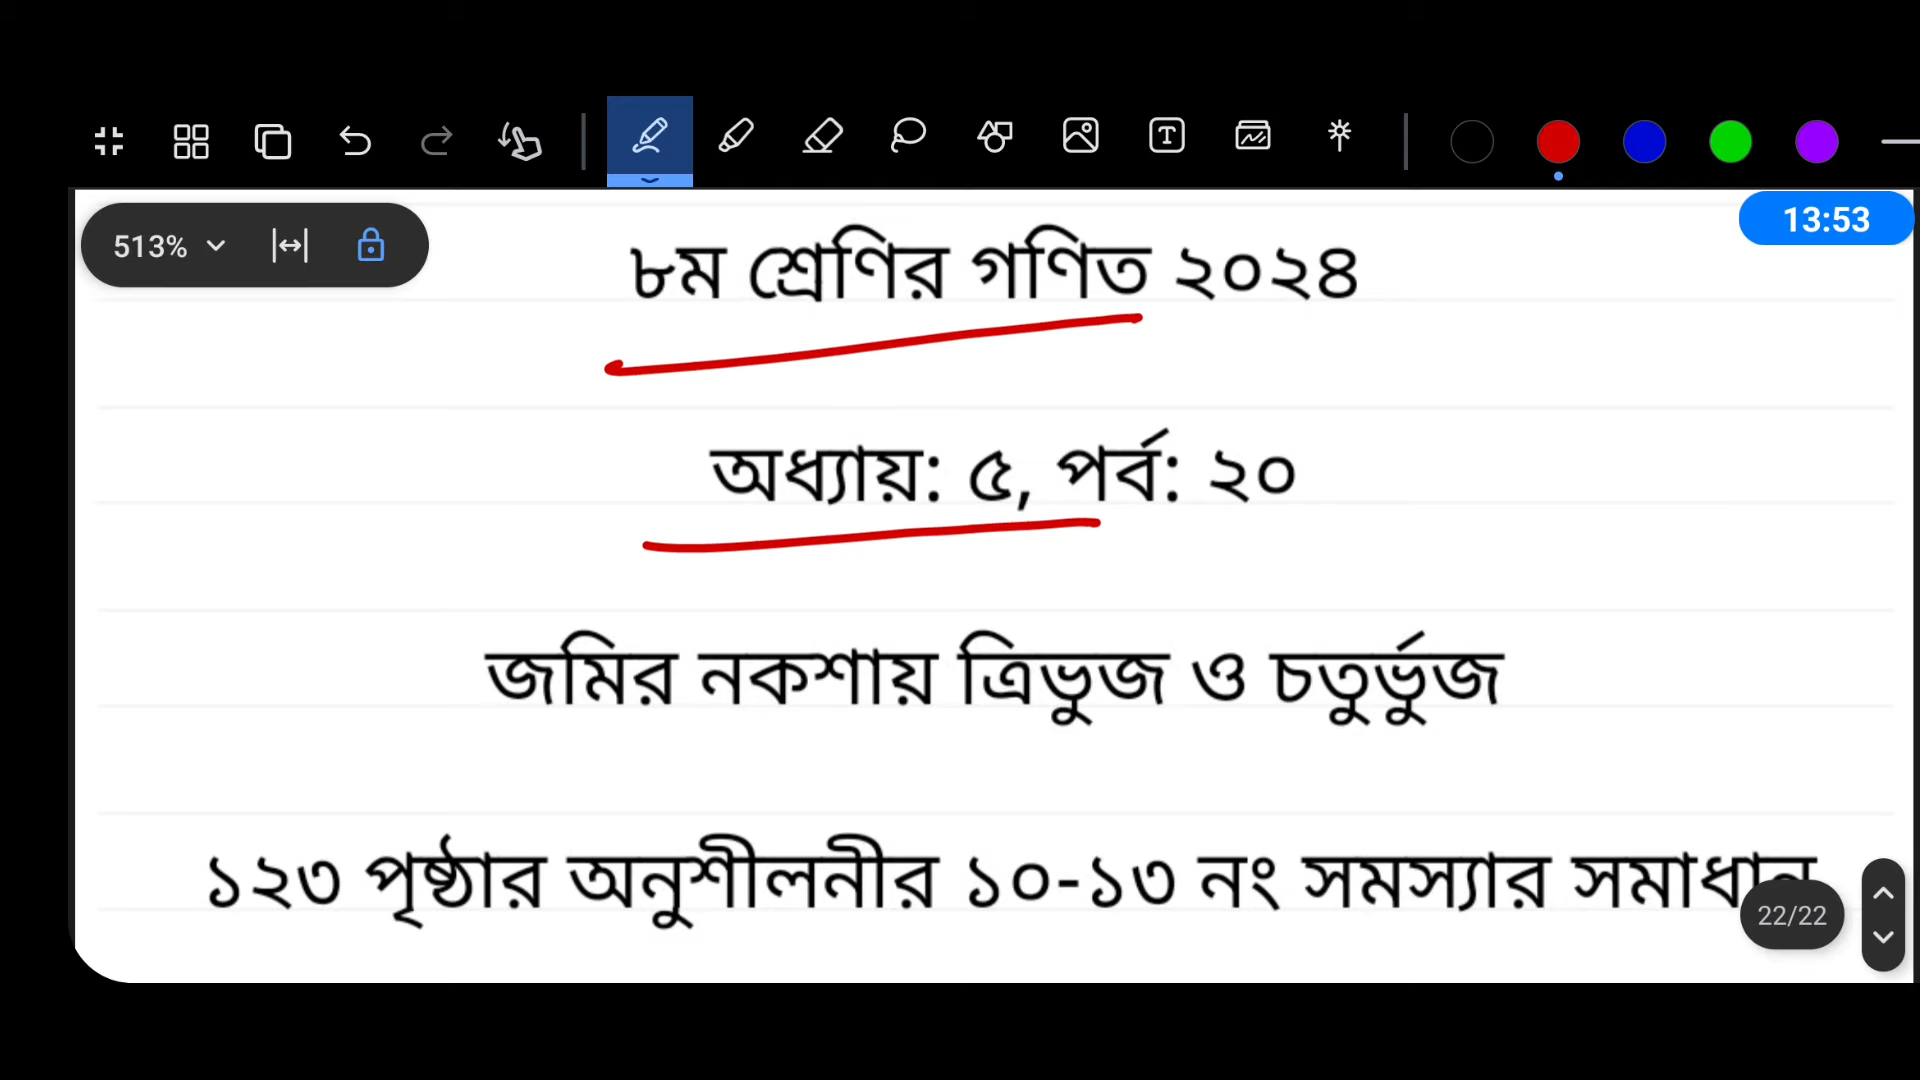 513%
13:53
৮ম শ্রেণির গণিত ২০২৪
অধ্যায়: ৫, পর্ব: ২০
জমির নকশায় ত্রিভুজ ও চতুর্ভুজ
১২৩ পৃষ্ঠার অনুশীলনীর ১০-১৩ নং সমস্যার সমাধান
22/22